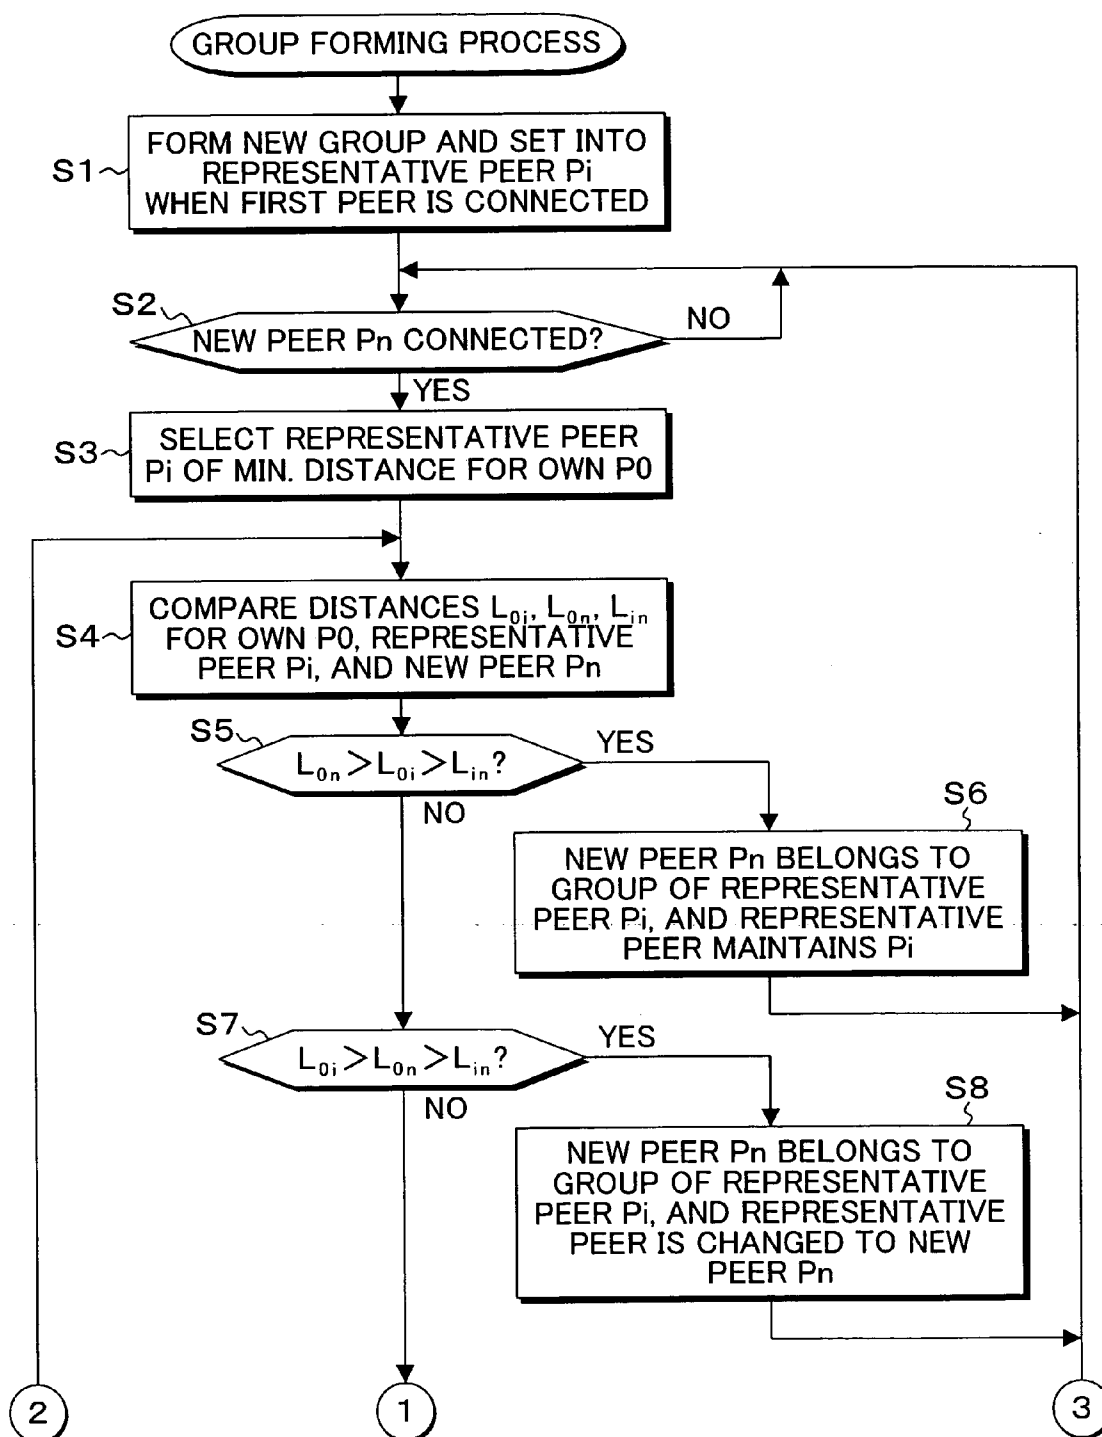 GROUP FORMING PROCESS
S1
FORM NEW GROUP AND SET INTO
REPRESENTATIVE PEER Pi
WHEN FIRST PEER IS CONNECTED
S2
NEW PEER Pn CONNECTED?
NO
YES
S3
SELECT REPRESENTATIVE PEER
Pi OF MIN. DISTANCE FOR OWN P0
S4
COMPARE DISTANCES L0i, L0n, Lin
FOR OWN P0, REPRESENTATIVE
PEER Pi, AND NEW PEER Pn
S5
L0n>L0i>Lin?
YES
NO
S6
NEW PEER Pn BELONGS TO
GROUP OF REPRESENTATIVE
PEER Pi, AND REPRESENTATIVE
PEER MAINTAINS Pi
S7
L0i>L0n>Lin?
YES
NO
S8
NEW PEER Pn BELONGS TO
GROUP OF REPRESENTATIVE
PEER Pi, AND REPRESENTATIVE
PEER IS CHANGED TO NEW
PEER Pn
2
1
3